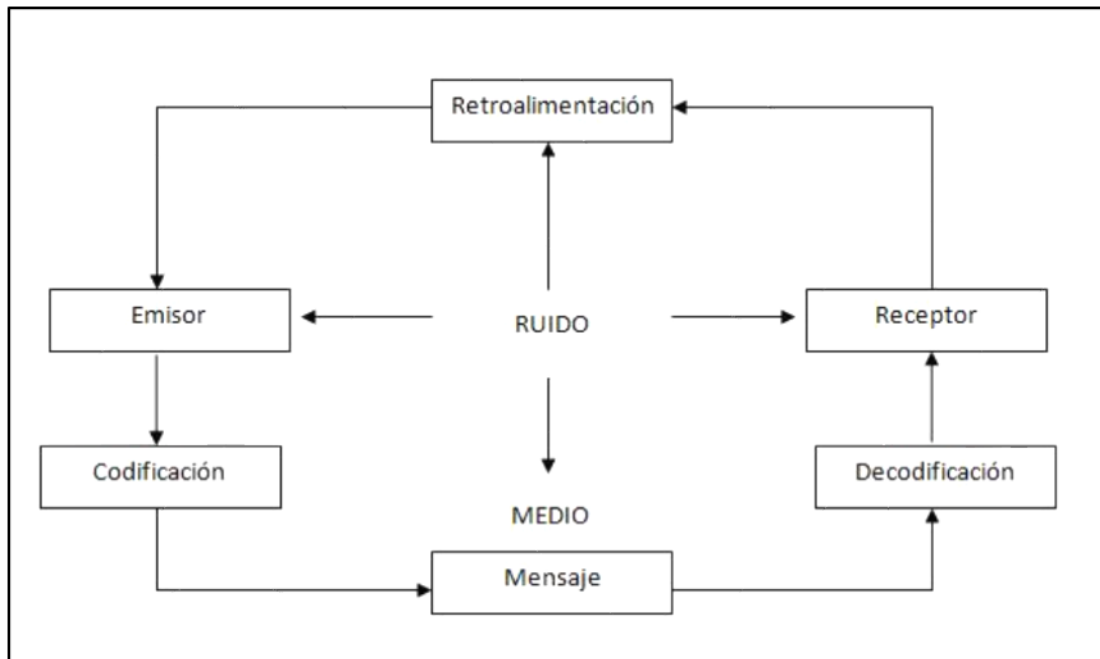 Retroalimentación
Emisor
RUIDO
Receptor
Codificación
Decodificación
MEDIO
Mensaje